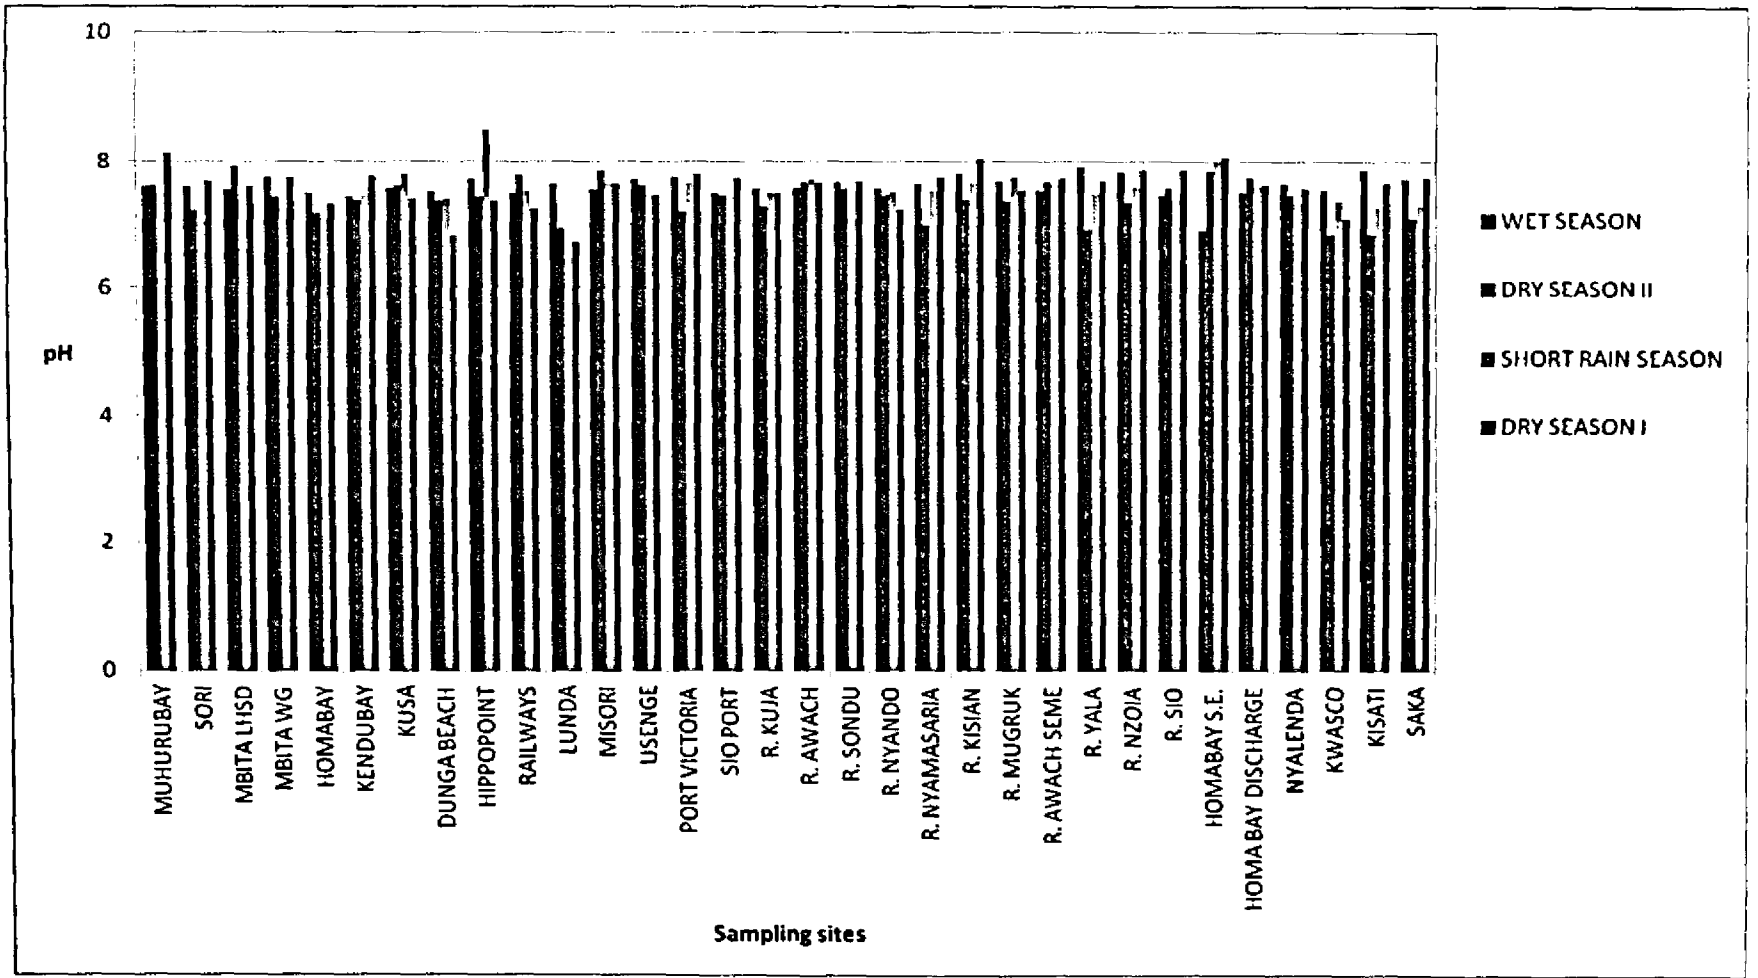 10
8
6
4
2
0
pH
WET SEASON
DRY SEASON II
SHORT RAIN SEASON
DRY SEASON I
MUHURUBAY
SORI
MBITA LHSD
MBITA WG
HOMABAY
KENDUBAY
KUSA
DUNGA BEACH
HIPPOPOINT
RAILWAYS
LUNDA
MISORI
USENGE
PORT VICTORIA
SIO PORT
R. KUJA
R. AWACH
R. SONDU
R. NYANDO
R. NYAMASARIA
R. KISIAN
R. MUGRUK
R. AWACH SEME
R. YALA
R. NZOIA
R. SIO
HOMABAY S.E.
HOMA BAY DISCHARGE
NYALENDA
KWASCO
KISATI
SAKA
Sampling sites